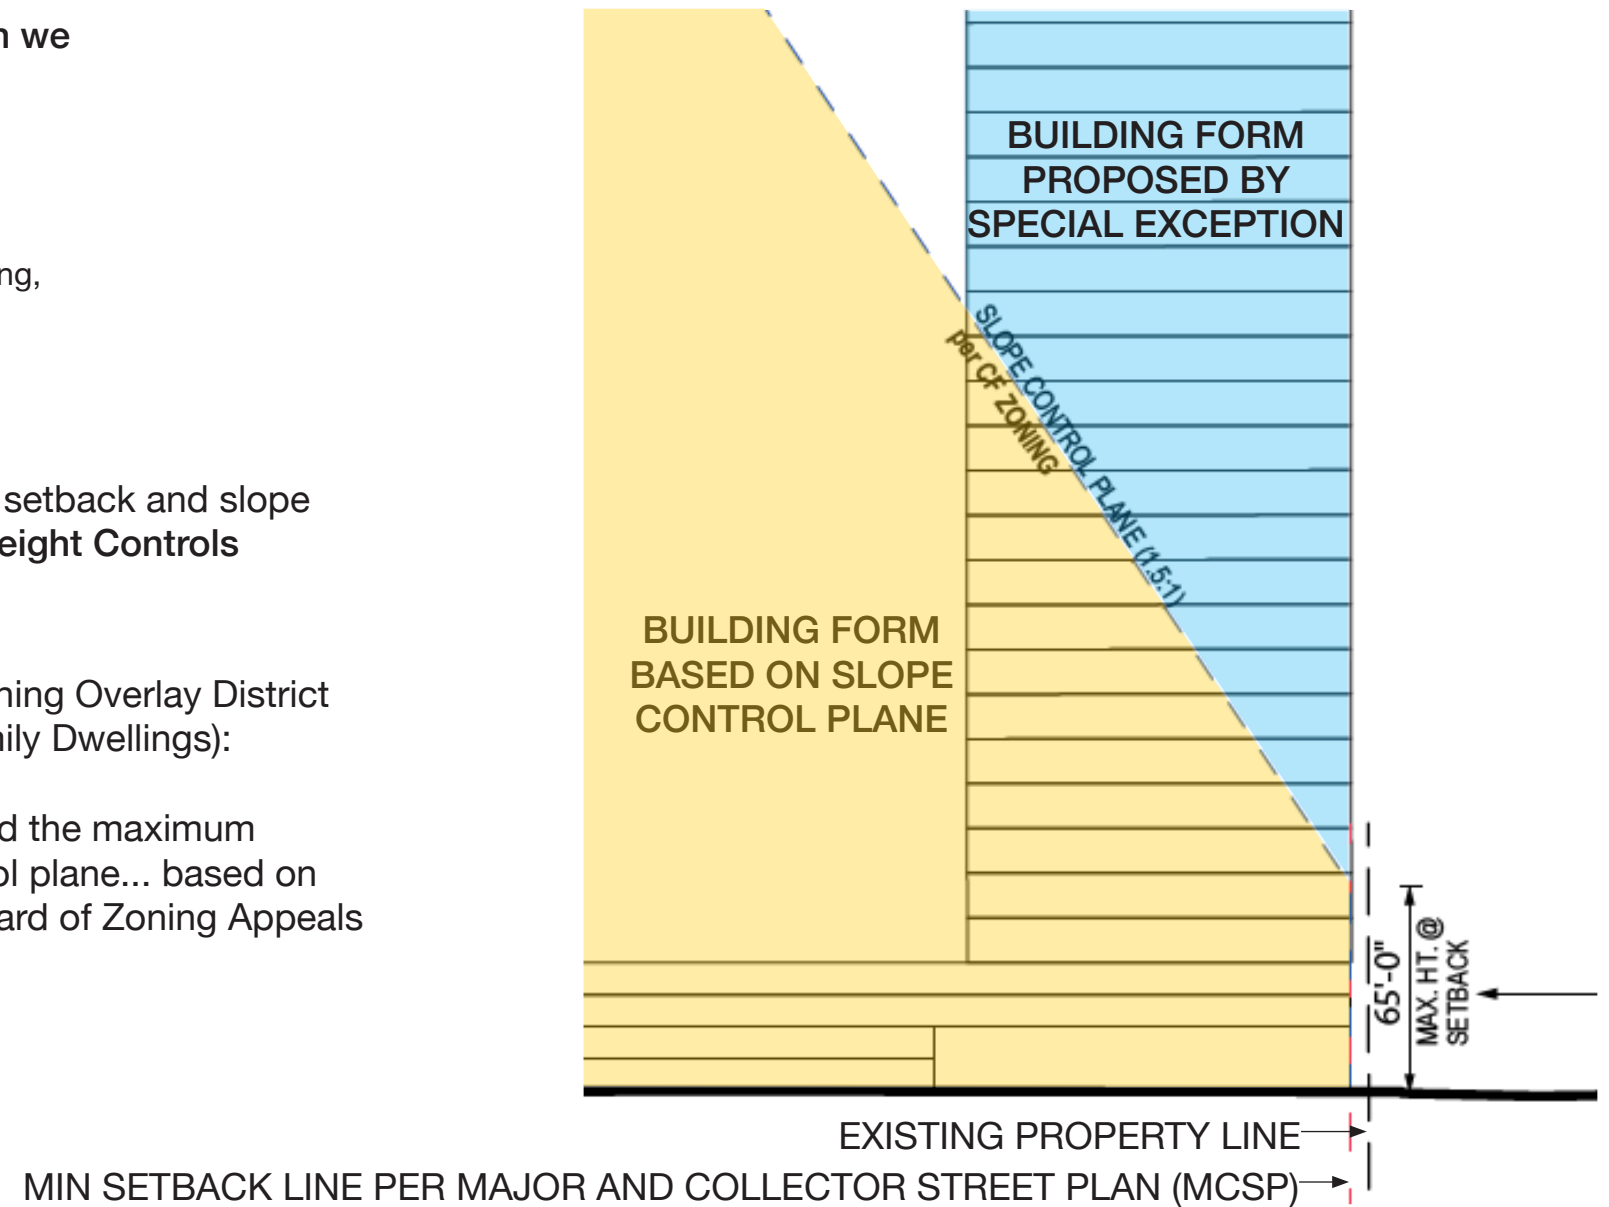 n we
ng,
setback and slope
eight Controls
ning Overlay District
nily Dwellings):
d the maximum
ol plane... based on
ard of Zoning Appeals
BUILDING FORM
PROPOSED BY
SPECIAL EXCEPTION
SLOPE CONTROL PLANE (1.5:1)
per CF ZONING
BUILDING FORM
BASED ON SLOPE
CONTROL PLANE
65'-0"
MAX. HT. @
SETBACK
EXISTING PROPERTY LINE
MIN SETBACK LINE PER MAJOR AND COLLECTOR STREET PLAN (MCSP)